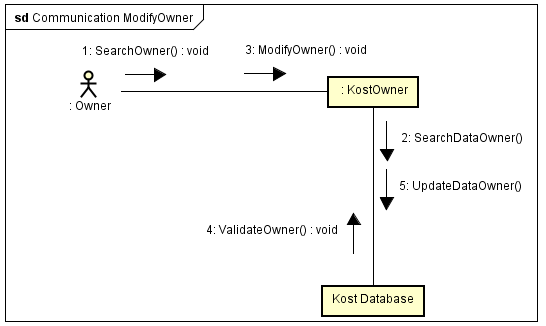 sd Communication ModifyOwner
1: SearchOwner() : void
3: ModifyOwner() : void
: Owner
: KostOwner
2: SearchDataOwner()
5: UpdateDataOwner()
4: ValidateOwner() : void
Kost Database